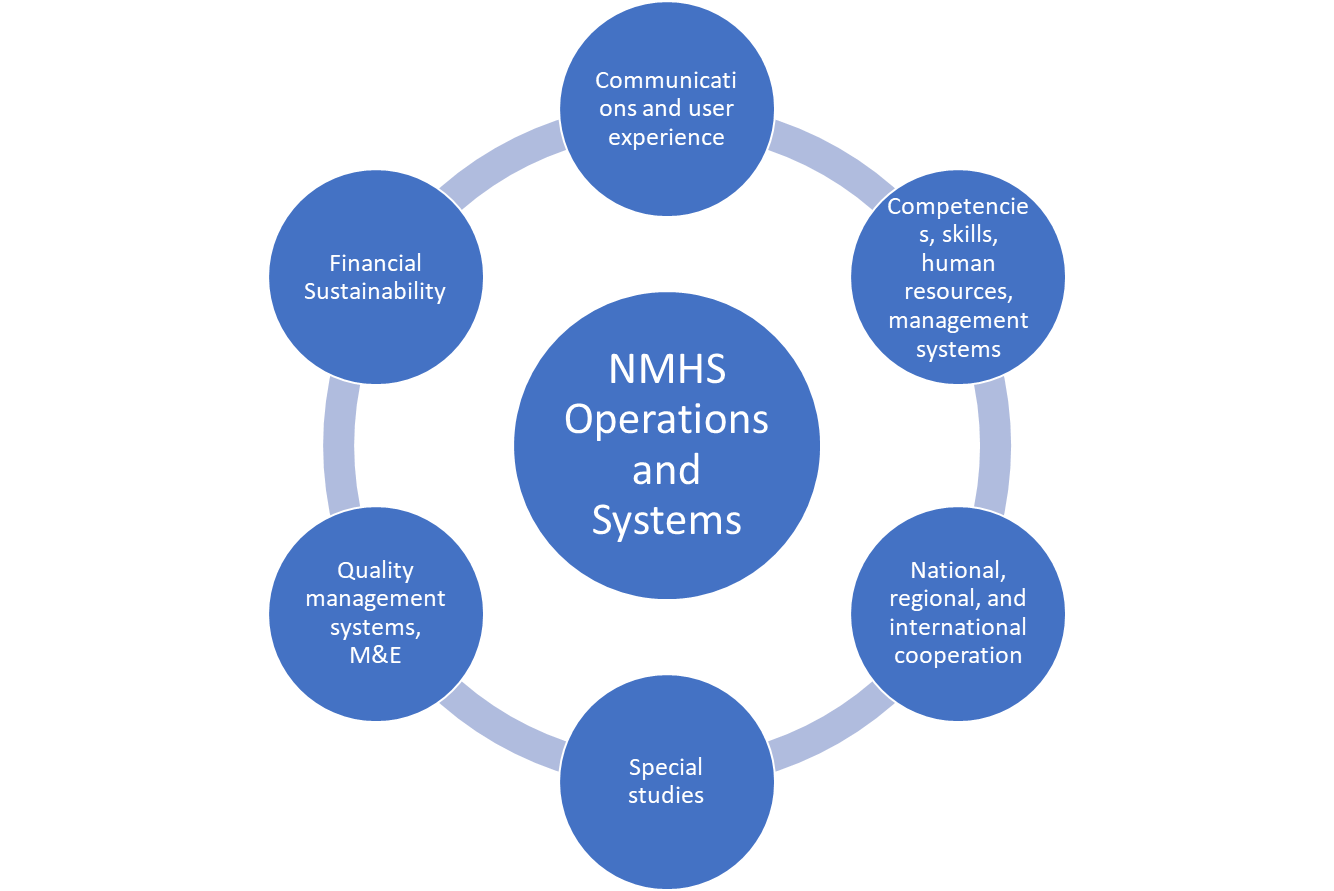 Communicati
ons and user
experience
Competencie
s, skills,
human
resources,
management
systems
National,
regional, and
international
cooperation
Special
studies
Quality
management
systems,
M&E
Financial
Sustainability
NMHS
Operations
and
Systems